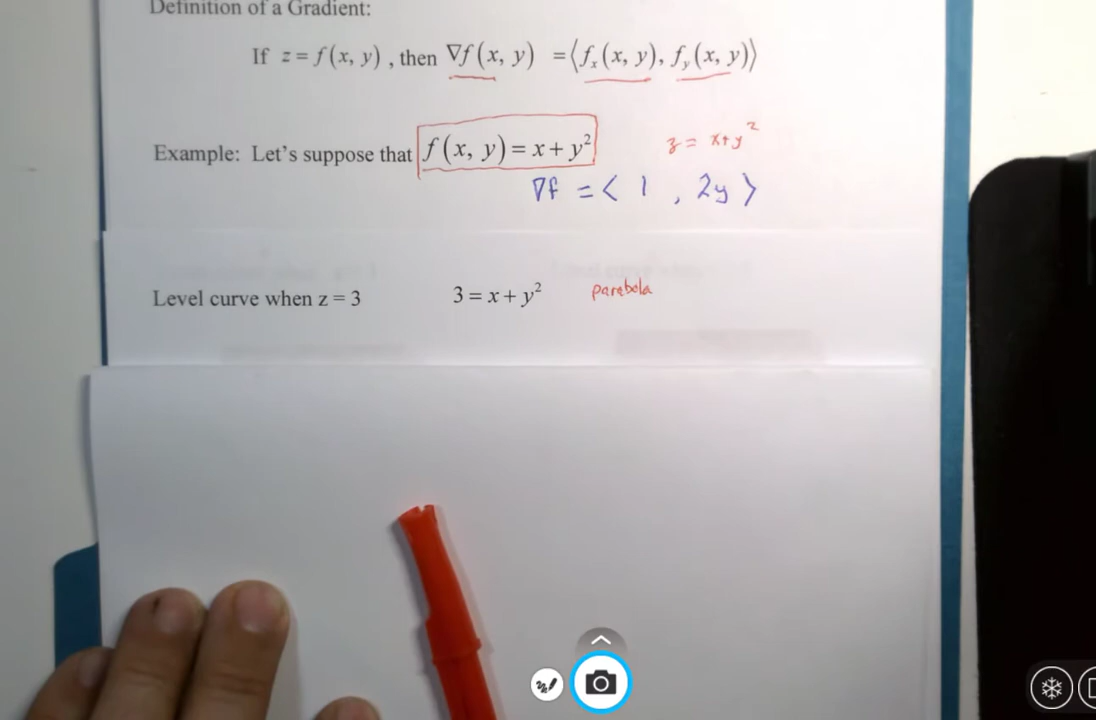 Definition of a Gradient:
If z = f(x, y), then ∇f(x, y) = ⟨f_x(x, y), f_y(x, y)⟩
Example: Let's suppose that f(x, y) = x + y² z = x+y²
∇f = < 1 , 2y >
Level curve when z = 3 3 = x + y² parabola